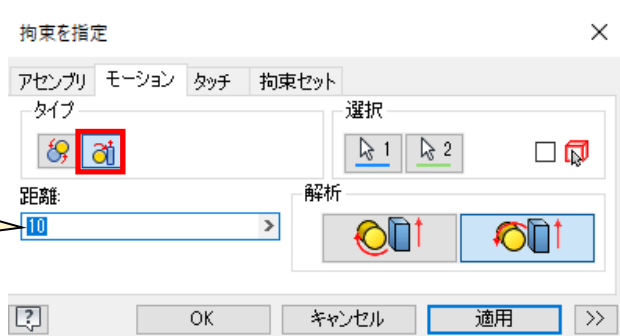 拘束を指定
アセンブリ モーション タッチ 拘束セット
タイプ
選択
1 2
距離:
10
解析
OK キャンセル 適用 >>